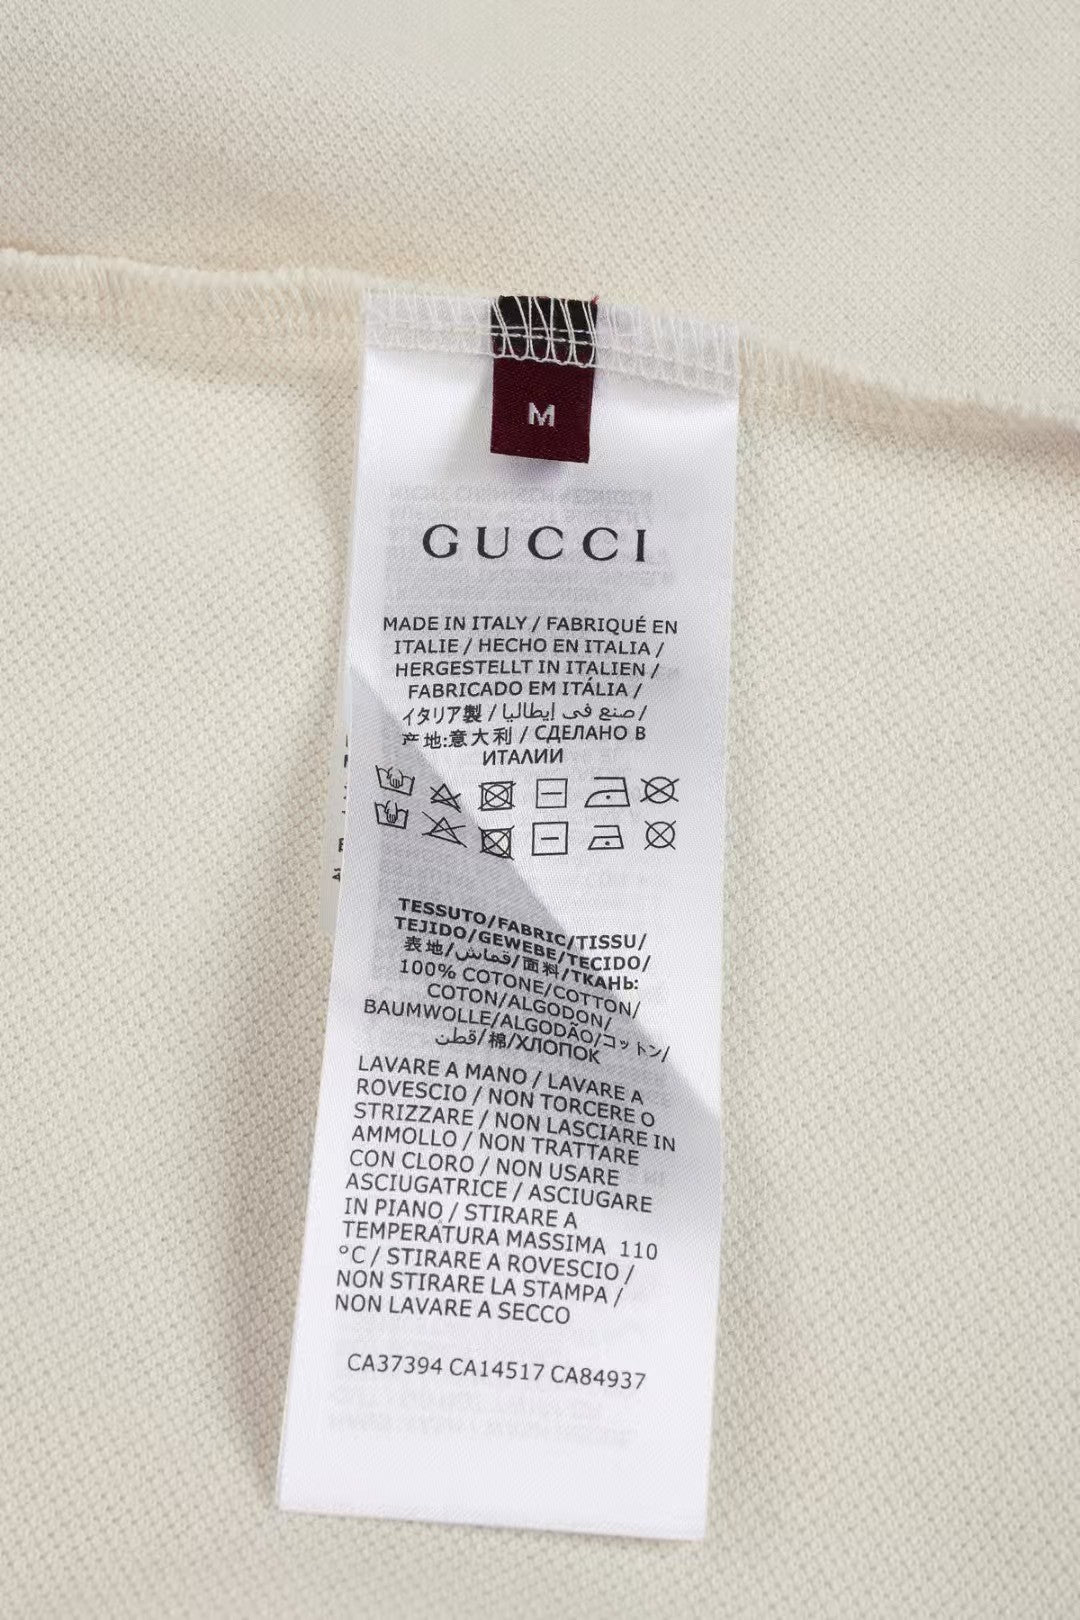 M
GUCCI
MADE IN ITALY / FABRIQUÉ EN
ITALIE / HECHO EN ITALIA /
HERGESTELLT IN ITALIEN /
FABRICADO EM ITÁLIA /
イタリア製 / صنع في إيطاليا /
产地:意大利 / СДЕЛАНО В
ИТАЛИИ
TESSUTO/FABRIC/TISSU/
TEJIDO/GEWEBE/TECIDO/
表地/قماش/面料/ТКАНЬ:
100% COTONE/COTTON/
COTON/ALGODON/
BAUMWOLLE/ALGODÃO/コットン/
قطن/棉/ХЛОПОК
LAVARE A MANO / LAVARE A
ROVESCIO / NON TORCERE O
STRIZZARE / NON LASCIARE IN
AMMOLLO / NON TRATTARE
CON CLORO / NON USARE
ASCIUGATRICE / ASCIUGARE
IN PIANO / STIRARE A
TEMPERATURA MASSIMA 110
°C / STIRARE A ROVESCIO /
NON STIRARE LA STAMPA /
NON LAVARE A SECCO
CA37394 CA14517 CA84937